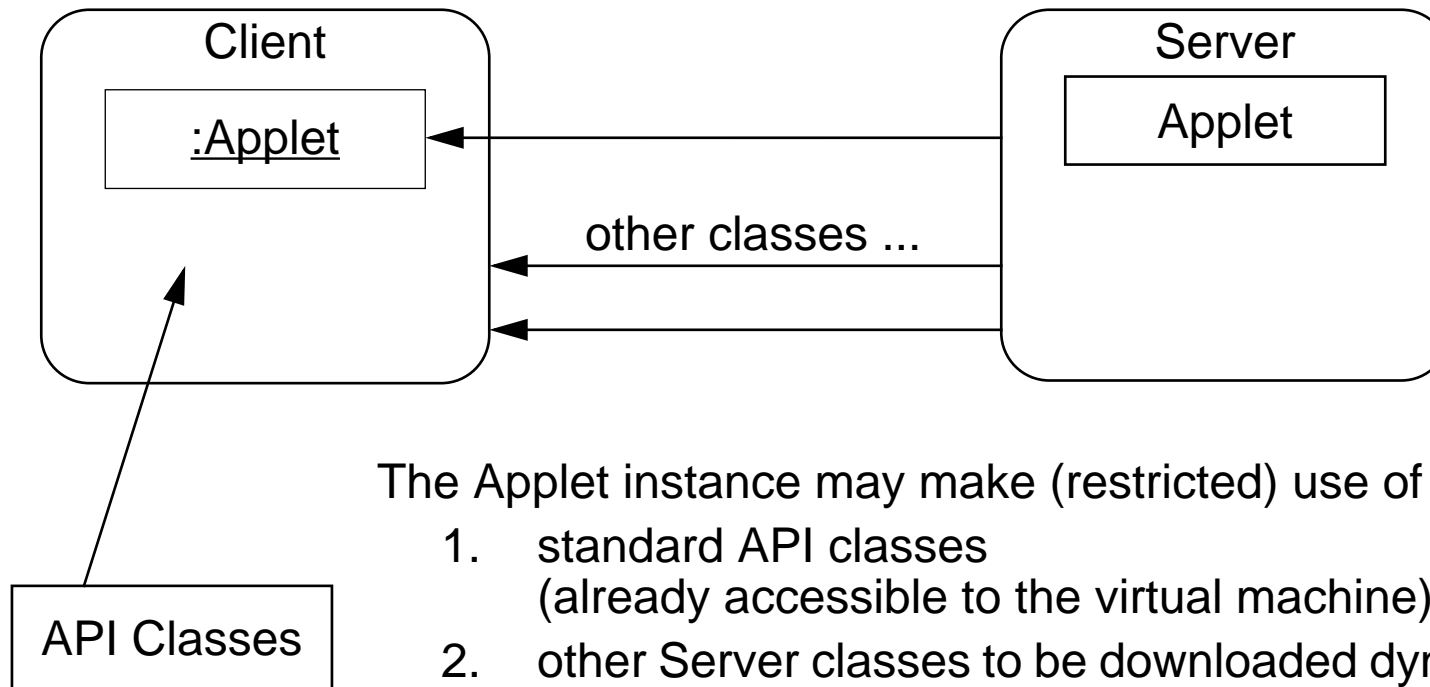 Client
Server
:Applet
Applet
other classes ...
The Applet instance may make (restricted) use of
1. standard API classes
(already accessible to the virtual machine)
API Classes
2. other Server classes to be downloaded